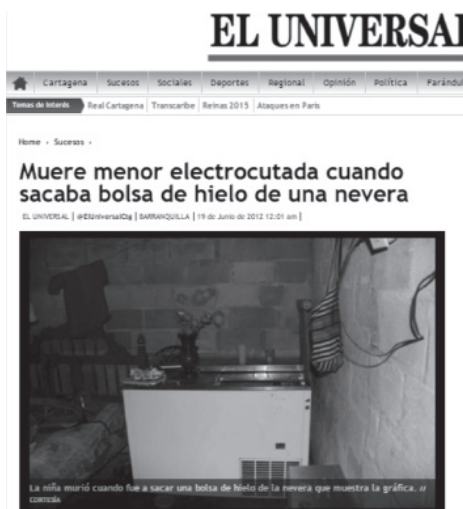 EL UNIVERSAL
Cartagena Sucesos Sociales Deportes Regional Opinión Política Farándul
Temas de Interés Real Cartagena Transcaribe Reinas 2015 Ataques en Paris
Home › Sucesos ›
Muere menor electrocutada cuando
sacaba bolsa de hielo de una nevera
EL UNIVERSAL | @ElUniversalCtg | BARRANQUILLA | 19 de Junio de 2012 12:01 am |
La niña murió cuando fue a sacar una bolsa de hielo de la nevera que muestra la gráfica. //
CORTESÍA